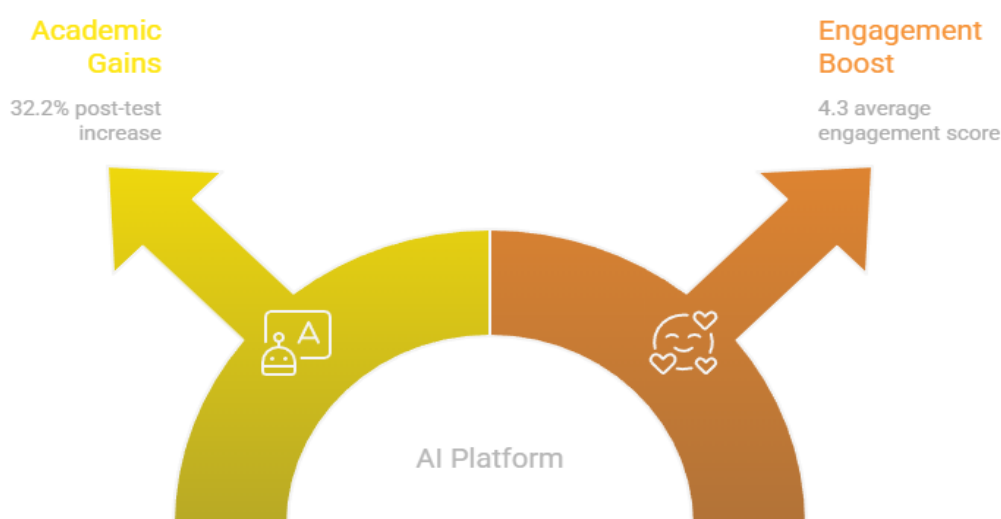 Academic
Gains
32.2% post-test
increase
Engagement
Boost
4.3 average
engagement score
A
AI Platform